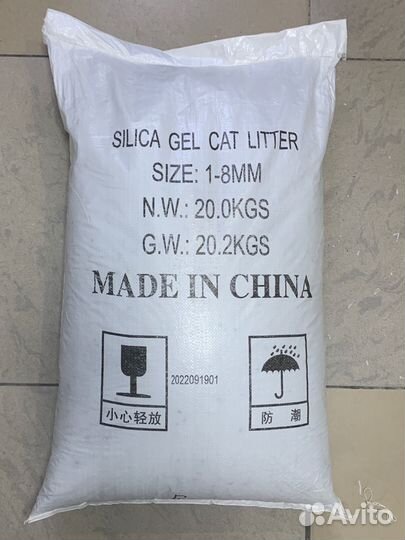 SILICA GEL CAT LITTER
SIZE: 1-8MM
N.W.: 20.0KGS
G.W.: 20.2KGS
MADE IN CHINA
2022091901
小心轻放
防潮
Avito